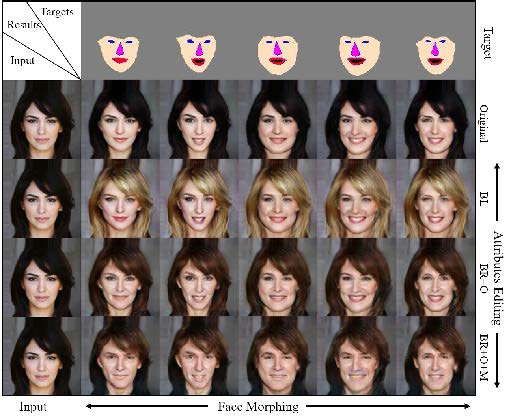 Targets
Results
Input
Target
Original
BL
BR+O
BR+O+M
Attributes Editing
Input
Face Morphing